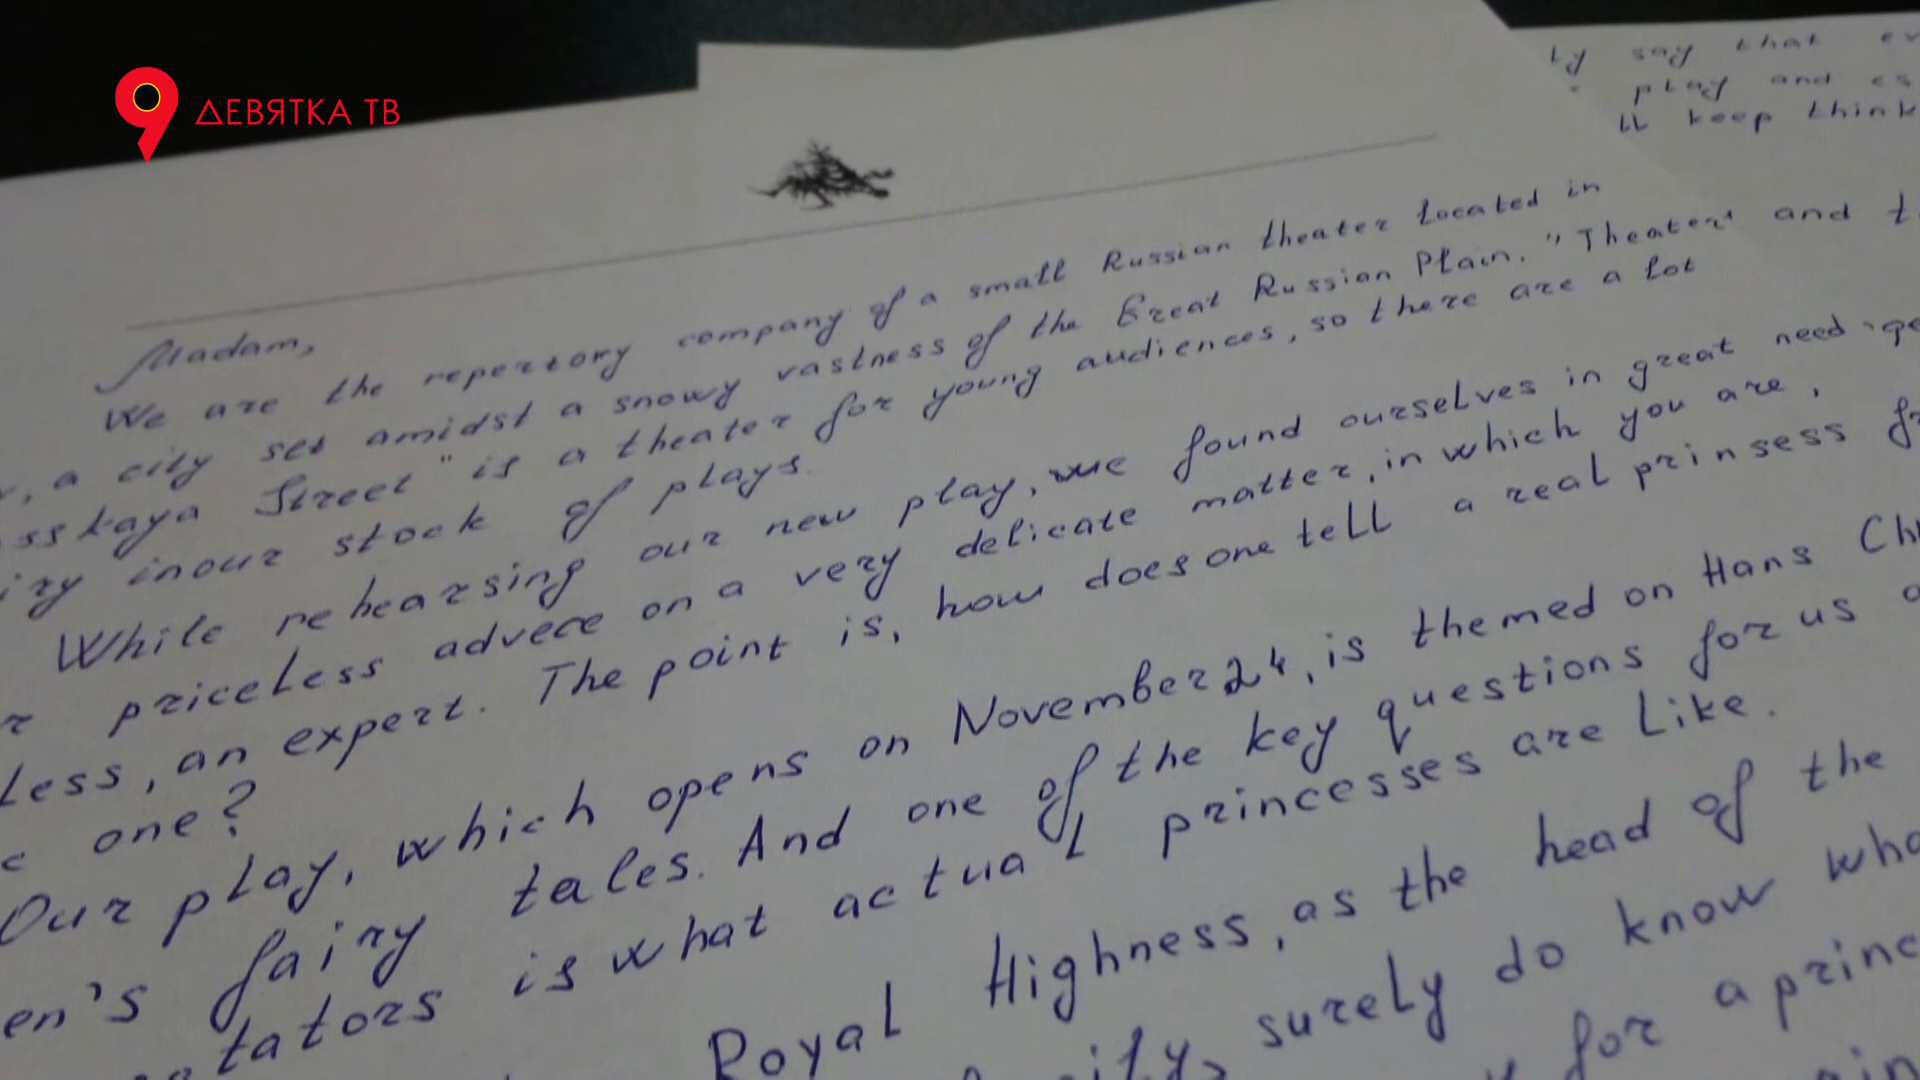 ДЕВЯТКА ТВ
ly say that
play and
ll keep think
Madam,
We are the repertory company of a small Russian theater located in
, a city set amidst a snowy vastness of the Great Russian Plain. "Theater and
sskaya Street" is a theater for young audiences, so there are a lot
iry inour stock of plays.
While rehearsing our new play, we found ourselves in great need
r priceless advece on a very delicate matter, in which you are,
less, an expert. The point is, how does one tell a real prinsess
one?
Our play, which opens on November 24, is themed on Hans Ch
en's fairy tales. And one of the key questions for us
tators is what actual princesses are like.
Royal Highness, as the head of the
surely do know
for a princ